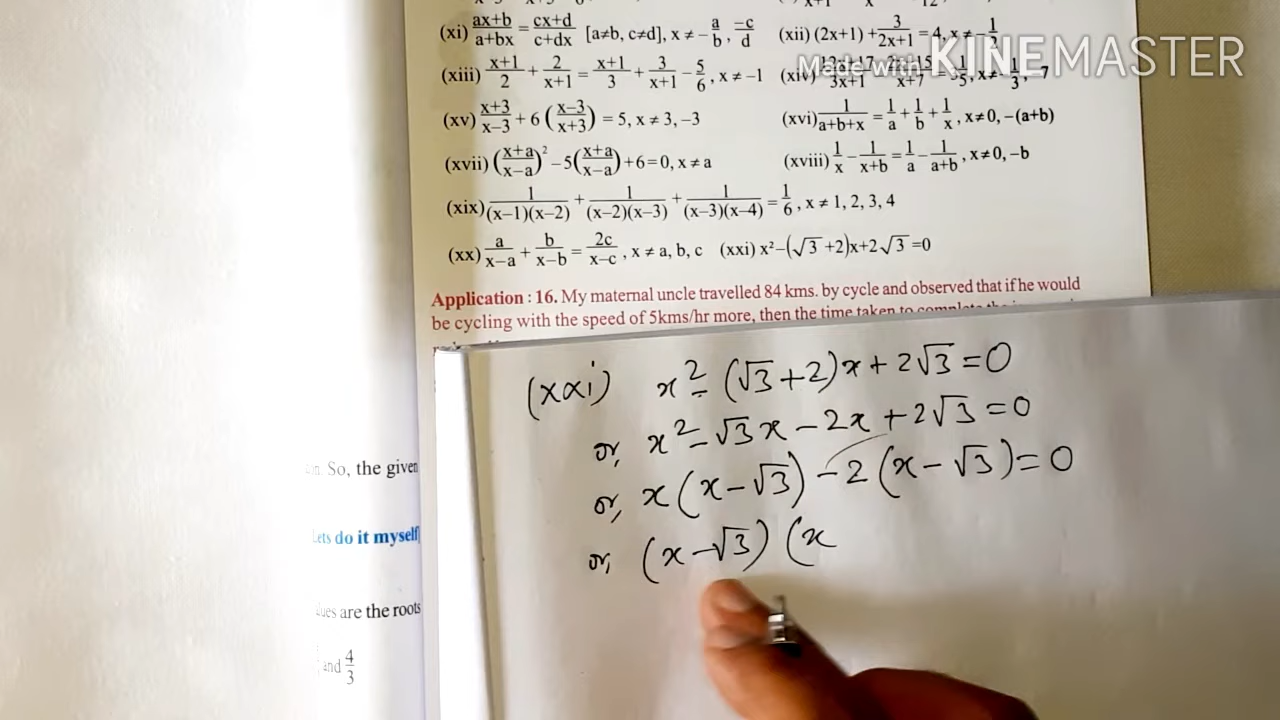 (xi) ax+b/a+bx = cx+d/c+dx [a≠b, c≠d], x ≠ -a/b, -c/d (xii) (2x+1) + 3/2x+1 = 4, x ≠
Made with KINEMASTER
(xiii) x+1/2 + 2/x+1 = x+1/3 + 3/x+1 - 5/6, x ≠ -1 (xiv)
(xv) x+3/x-3 + 6(x-3/x+3) = 5, x ≠ 3, -3 (xvi) 1/a+b+x = 1/a + 1/b + 1/x, x≠0, -(a+b)
(xvii) (x+a/x-a)² - 5(x+a/x-a) + 6 = 0, x ≠ a (xviii) 1/x - 1/x+b = 1/a - 1/a+b, x≠0, -b
(xix) 1/(x-1)(x-2) + 1/(x-2)(x-3) + 1/(x-3)(x-4) = 1/6, x ≠ 1, 2, 3, 4
(xx) a/x-a + b/x-b = 2c/x-c, x ≠ a, b, c (xxi) x²-(√3+2)x+2√3=0
Application : 16. My maternal uncle travelled 84 kms. by cycle and observed that if he would
be cycling with the speed of 5kms/hr more, then the time taken to complete the
(xxi) x² - (√3+2)x + 2√3 = 0
or, x² - √3x - 2x + 2√3 = 0
or, x(x-√3) - 2(x-√3) = 0
or, (x-√3) (x
So, the given
Lets do it myself
are the roots
and 4/3